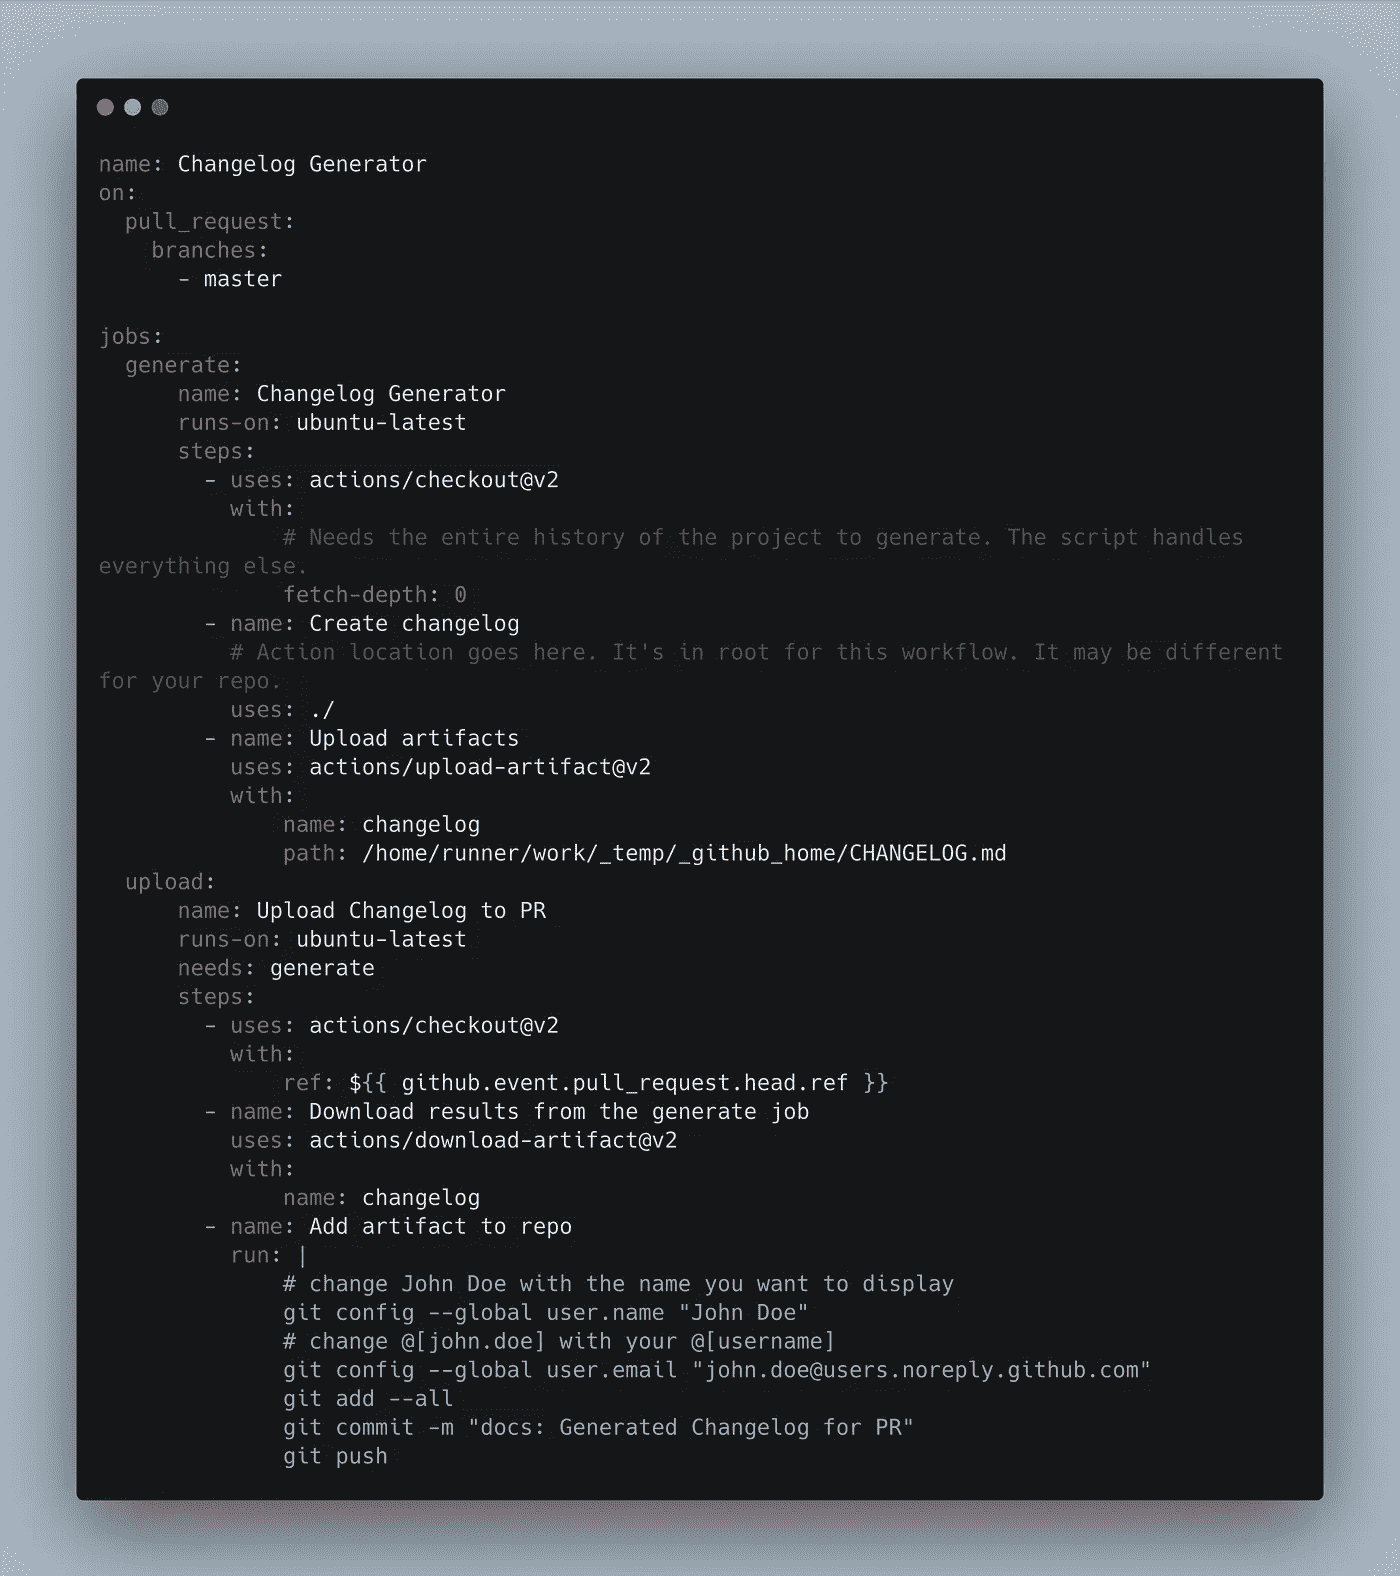 name: Changelog Generator
on:
  pull_request:
    branches:
      - master

jobs:
  generate:
      name: Changelog Generator
      runs-on: ubuntu-latest
      steps:
        - uses: actions/checkout@v2
          with:
              # Needs the entire history of the project to generate. The script handles
everything else.
              fetch-depth: 0
        - name: Create changelog
          # Action location goes here. It's in root for this workflow. It may be different
for your repo.
          uses: ./
        - name: Upload artifacts
          uses: actions/upload-artifact@v2
          with:
              name: changelog
              path: /home/runner/work/_temp/_github_home/CHANGELOG.md
  upload:
      name: Upload Changelog to PR
      runs-on: ubuntu-latest
      needs: generate
      steps:
        - uses: actions/checkout@v2
          with:
              ref: ${{ github.event.pull_request.head.ref }}
        - name: Download results from the generate job
          uses: actions/download-artifact@v2
          with:
              name: changelog
        - name: Add artifact to repo
          run: |
              # change John Doe with the name you want to display
              git config --global user.name "John Doe"
              # change @[john.doe] with your @[username]
              git config --global user.email "john.doe@users.noreply.github.com"
              git add --all
              git commit -m "docs: Generated Changelog for PR"
              git push